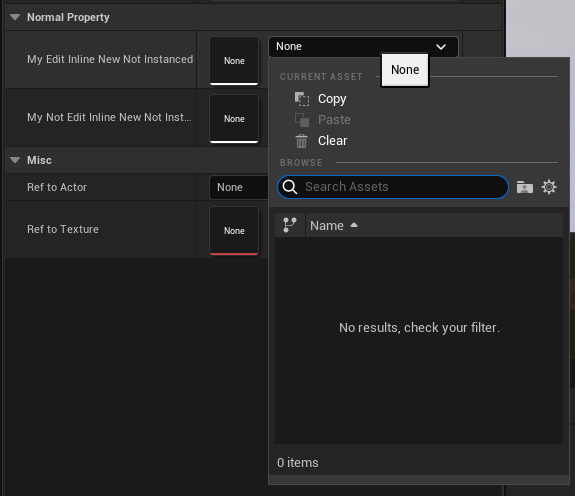 Normal Property
My Edit Inline New Not Instanced
None
None
None
CURRENT ASSET
Copy
Paste
Clear
My Not Edit Inline New Not Inst...
None
BROWSE
Misc
Ref to Actor
None
Search Assets
Ref to Texture
None
Name
No results, check your filter.
0 items